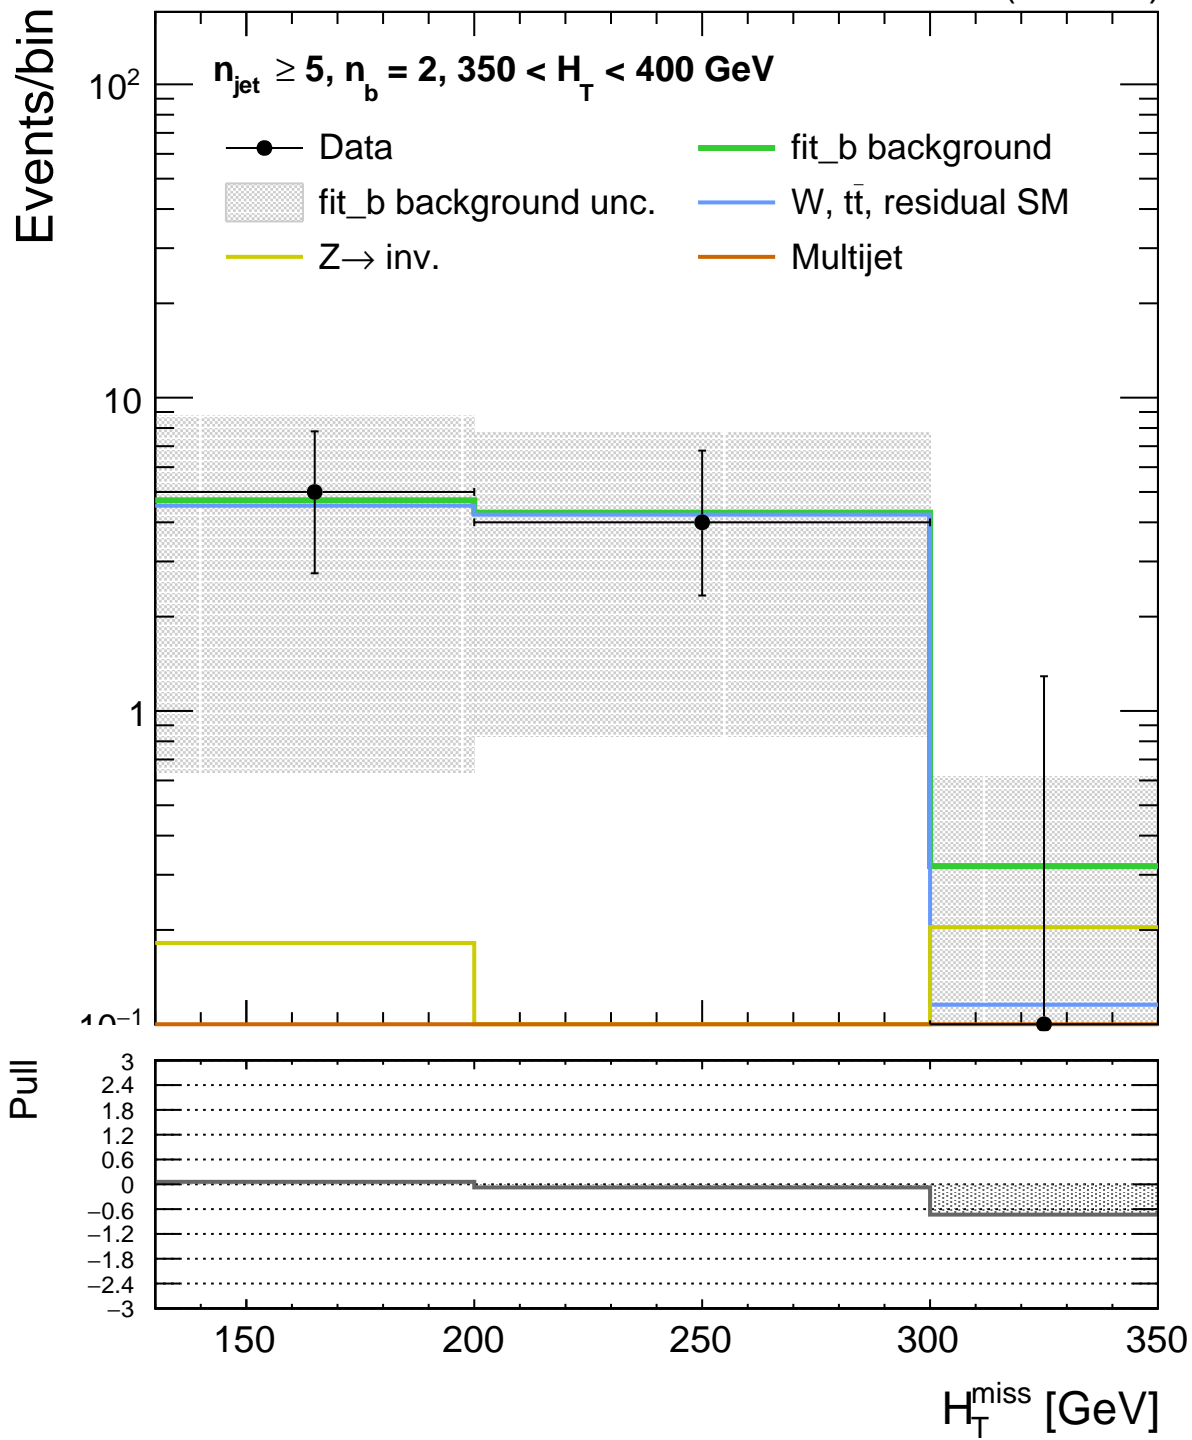 n_jet ≥ 5, n_b = 2, 350 < H_T < 400 GeV
Data
fit_b background
fit_b background unc.
W, tt̄, residual SM
Z→ inv.
Multijet
Events/bin
10²
10
1
10⁻¹
Pull
3
2.4
1.8
1.2
0.6
0
−0.6
−1.2
−1.8
−2.4
−3
150 200 250 300 350
H_T^miss [GeV]